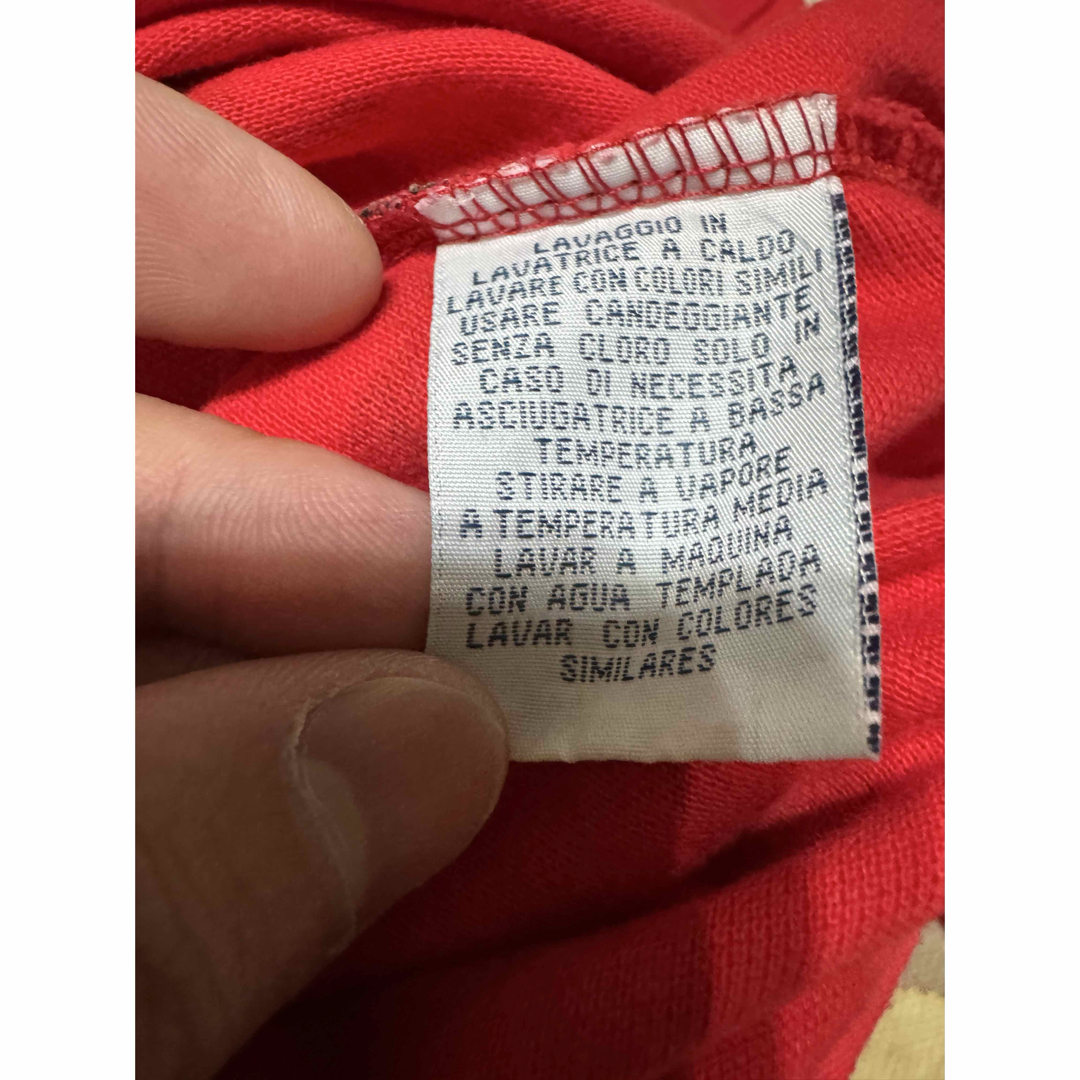 LAVAGGIO IN
LAVATRICE A CALDO
LAVARE CON COLORI SIMILI
USARE CANDEGGIANTE
SENZA CLORO SOLO IN
CASO DI NECESSITA
ASCIUGATRICE A BASSA
TEMPERATURA
STIRARE A VAPORE
A TEMPERATURA MEDIA
LAVAR A MAQUINA
CON AGUA TEMPLADA
LAVAR CON COLORES
SIMILARES